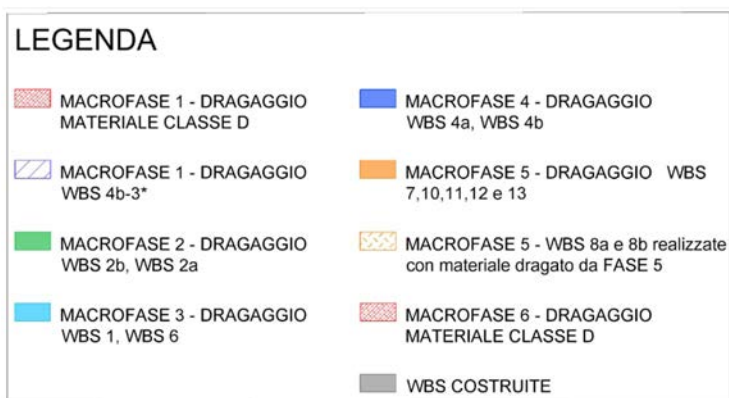 LEGENDA
MACROFASE 1 - DRAGAGGIO
MATERIALE CLASSE D
MACROFASE 1 - DRAGAGGIO
WBS 4b-3*
MACROFASE 2 - DRAGAGGIO
WBS 2b, WBS 2a
MACROFASE 3 - DRAGAGGIO
WBS 1, WBS 6
MACROFASE 4 - DRAGAGGIO
WBS 4a, WBS 4b
MACROFASE 5 - DRAGAGGIO WBS
7,10,11,12 e 13
MACROFASE 5 - WBS 8a e 8b realizzate
con materiale dragato da FASE 5
MACROFASE 6 - DRAGAGGIO
MATERIALE CLASSE D
WBS COSTRUITE